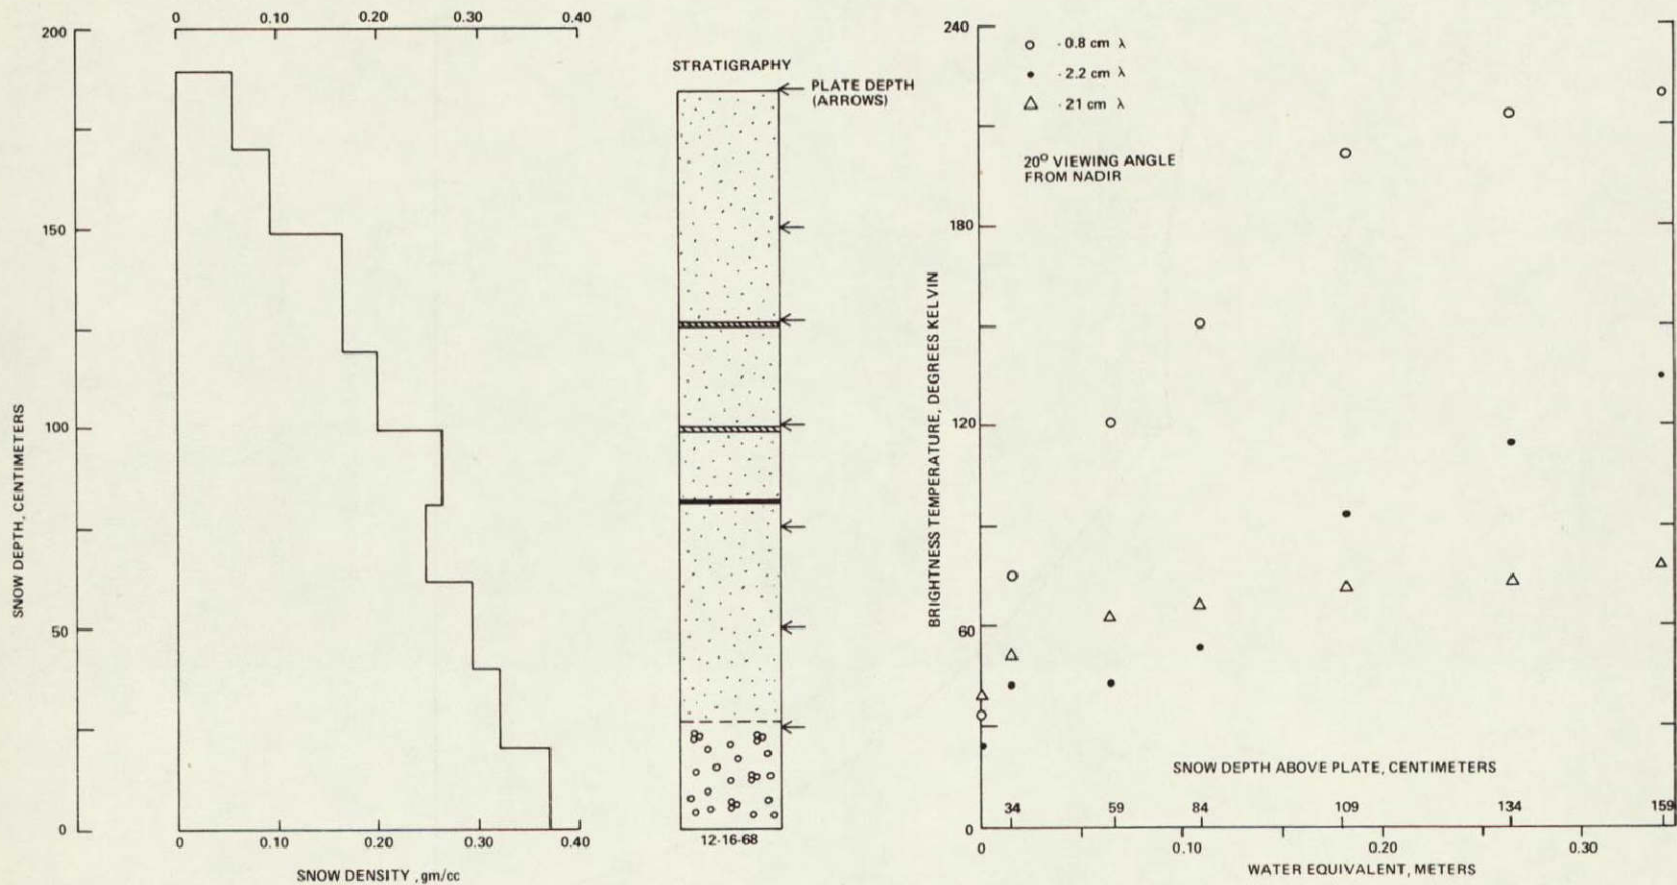 0 0.10 0.20 0.30 0.40
200
150
100
50
0
SNOW DEPTH, CENTIMETERS
0 0.10 0.20 0.30 0.40
SNOW DENSITY , gm/cc
STRATIGRAPHY
PLATE DEPTH
(ARROWS)
12-16-68
240
180
120
60
0
BRIGHTNESS TEMPERATURE, DEGREES KELVIN
○ - 0.8 cm λ
• - 2.2 cm λ
△ - 21 cm λ
20° VIEWING ANGLE
FROM NADIR
SNOW DEPTH ABOVE PLATE, CENTIMETERS
34 59 84 109 134 159
0 0.10 0.20 0.30
WATER EQUIVALENT, METERS